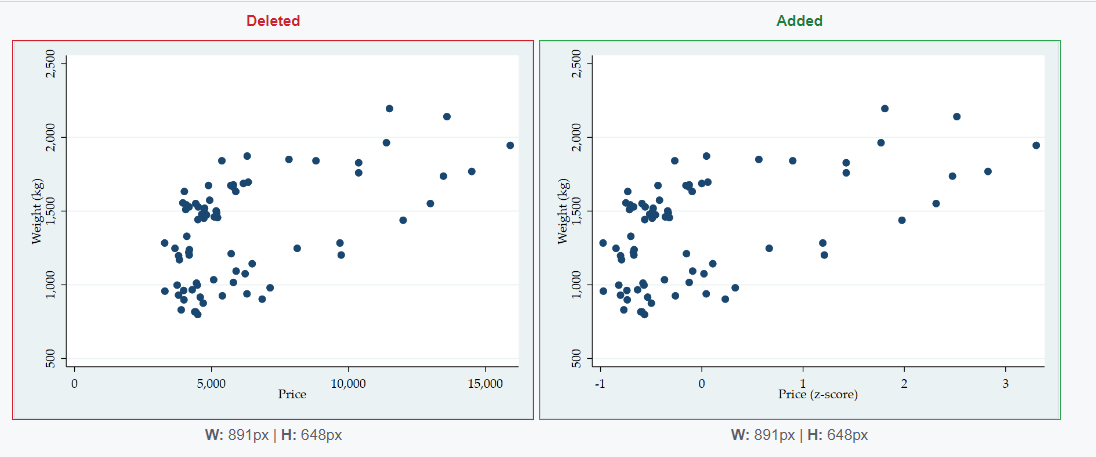 Deleted
Added
2,500
2,000
1,500
1,000
500
Weight (kg)
0
5,000
10,000
15,000
Price
2,500
2,000
1,500
1,000
500
Weight (kg)
-1
0
1
2
3
Price (z-score)
W: 891px | H: 648px
W: 891px | H: 648px